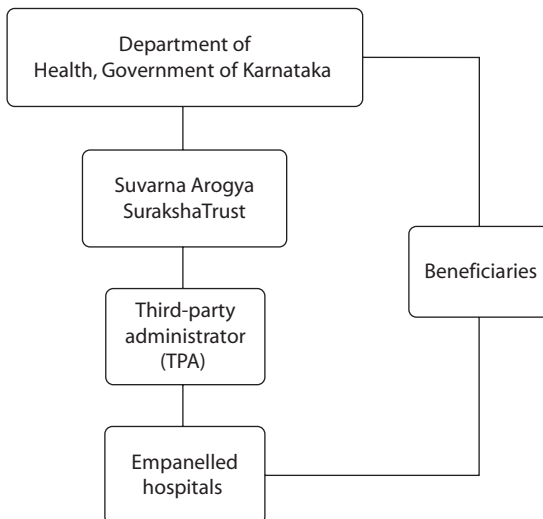 Department of
Health, Government of Karnataka
Suvarna Arogya
SurakshaTrust
Beneficiaries
Third-party
administrator
(TPA)
Empanelled
hospitals